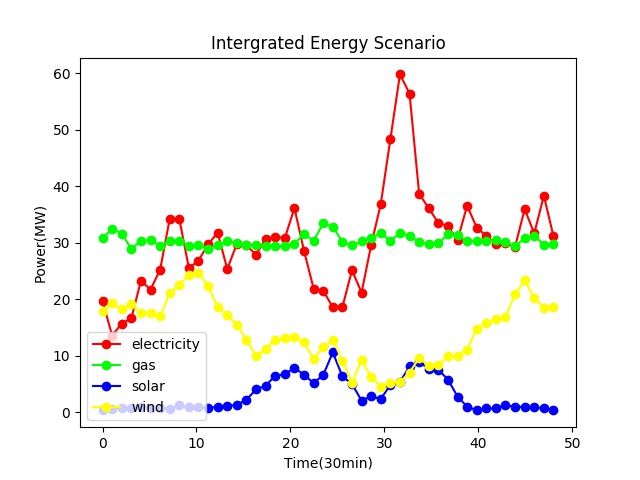 Intergrated Energy Scenario
Power(MW)
60
50
40
30
20
10
0
electricity
gas
solar
wind
0 10 20 30 40 50
Time(30min)